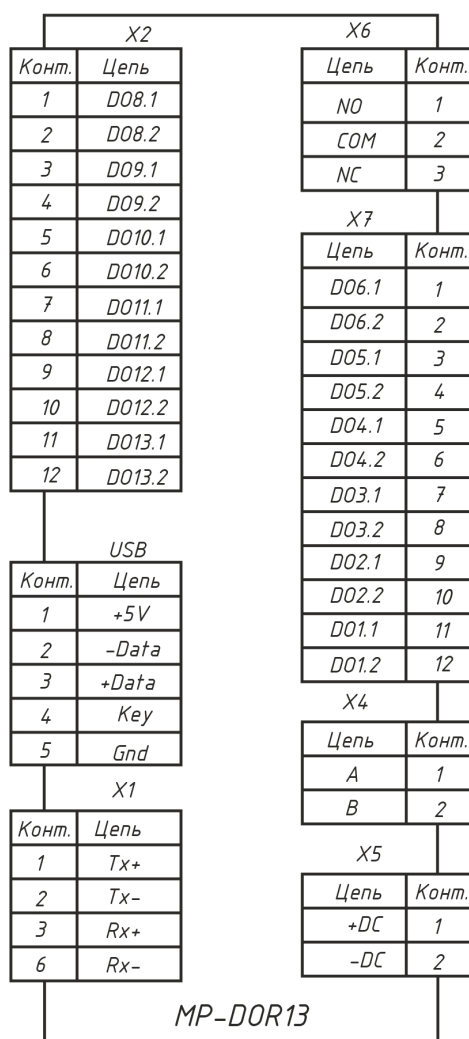 X2
Конт. Цепь
1 DO8.1
2 DO8.2
3 DO9.1
4 DO9.2
5 DO10.1
6 DO10.2
7 DO11.1
8 DO11.2
9 DO12.1
10 DO12.2
11 DO13.1
12 DO13.2
USB
Конт. Цепь
1 +5V
2 -Data
3 +Data
4 Key
5 Gnd
X1
Конт. Цепь
1 Tx+
2 Tx-
3 Rx+
6 Rx-
X6
Цепь Конт.
NO 1
COM 2
NC 3
X7
Цепь Конт.
DO6.1 1
DO6.2 2
DO5.1 3
DO5.2 4
DO4.1 5
DO4.2 6
DO3.1 7
DO3.2 8
DO2.1 9
DO2.2 10
DO1.1 11
DO1.2 12
X4
Цепь Конт.
A 1
B 2
X5
Цепь Конт.
+DC 1
-DC 2
MP-DOR13